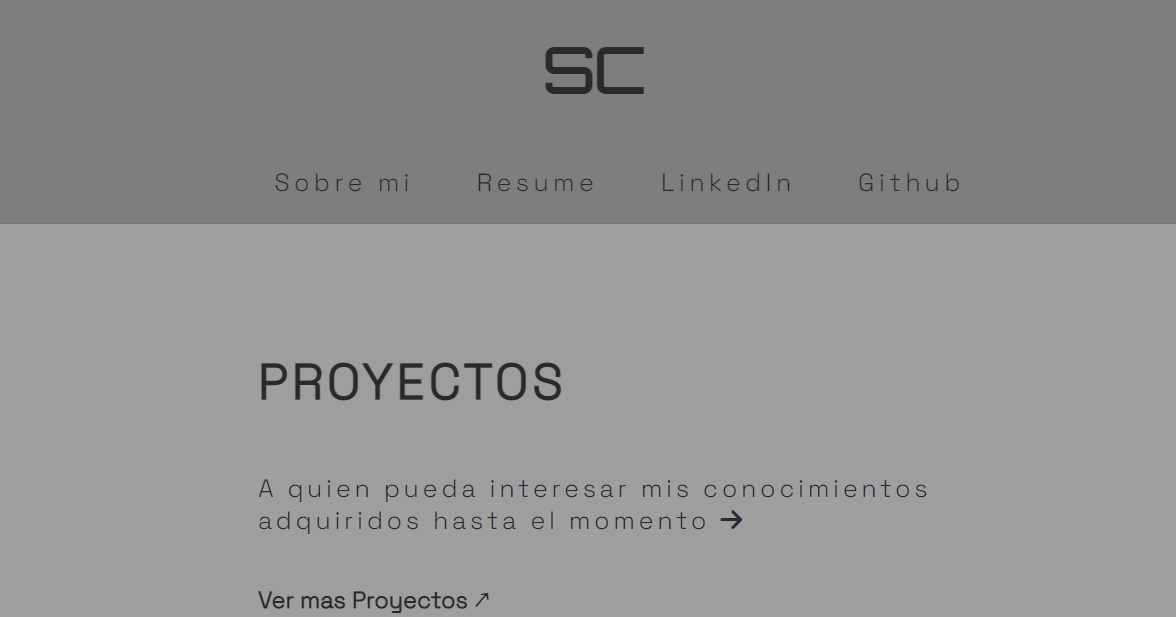 SC
Sobre mi Resume LinkedIn Github
PROYECTOS
A quien pueda interesar mis conocimientos
adquiridos hasta el momento →
Ver mas Proyectos ↗